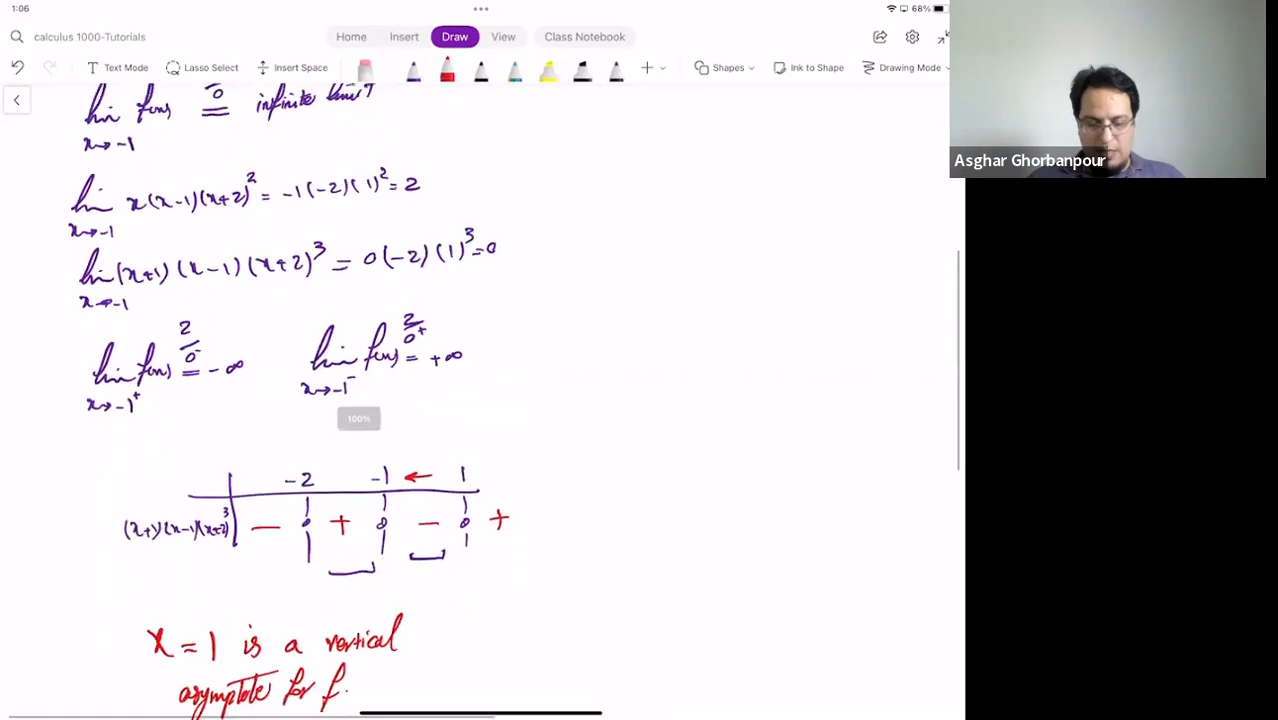 1:06
68%
calculus 1000-Tutorials
Home Insert Draw View Class Notebook
Text Mode Lasso Select Insert Space Shapes Ink to Shape Drawing Mode
lim f(x) = infinite limit
0
x→-1
lim x(x-1)(x+2)² = -1(-2)(1)² = 2
x→-1
lim (x+1)(x-1)(x+2)³ = 0(-2)(1)³ = 0
x→-1
lim f(x) = 2/0⁻ = -∞ lim f(x) = 2/0⁺ = +∞
x→-1⁺ x→-1⁻
100%
-2 -1 ← 1
(x+1)(x-1)(x+2)³ − 0 + 0 − 0 +
x = 1 is a vertical
asymptote for f.
Asghar Ghorbanpour